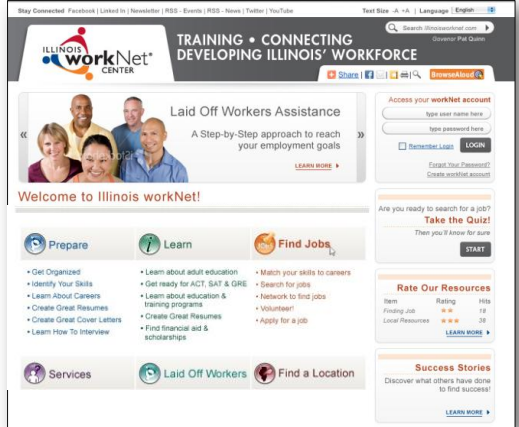 Stay Connected Facebook | Linked In | Newsletter | RSS - Events | RSS - News | Twitter | YouTube
Text Size -A +A | Language English
Search illinoisworknet.com
Governor Pat Quinn
ILLINOIS
workNet
CENTER
TRAINING • CONNECTING
DEVELOPING ILLINOIS' WORKFORCE
Share
BrowseAloud
«
Laid Off Workers Assistance
A Step-by-Step approach to reach
your employment goals
LEARN MORE
»
Access your workNet account
type user name here
type password here
Remember Login LOGIN
Forgot Your Password?
Create workNet account
Welcome to Illinois workNet!
Prepare
• Get Organized
• Identify Your Skills
• Learn About Careers
• Create Great Resumes
• Create Great Cover Letters
• Learn How To Interview
Learn
• Learn about adult education
• Get ready for ACT, SAT & GRE
• Learn about education &
training programs
• Create Great Resumes
• Find financial aid &
scholarships
Find Jobs
• Match your skills to careers
• Search for jobs
• Network to find jobs
• Volunteer!
• Apply for a job
Services
Laid Off Workers
Find a Location
Are you ready to search for a job?
Take the Quiz!
Then you'll know for sure
START
Rate Our Resources
Item Rating Hits
Finding Job ★★ 18
Local Resources ★★★ 36
LEARN MORE
Success Stories
Discover what others have done
to find success!
LEARN MORE